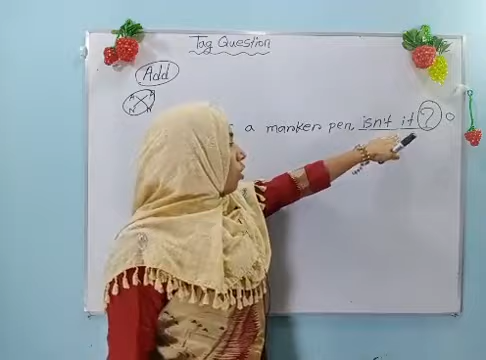 Tag Question
Add
A A
N N
a marker pen, isn't it ?